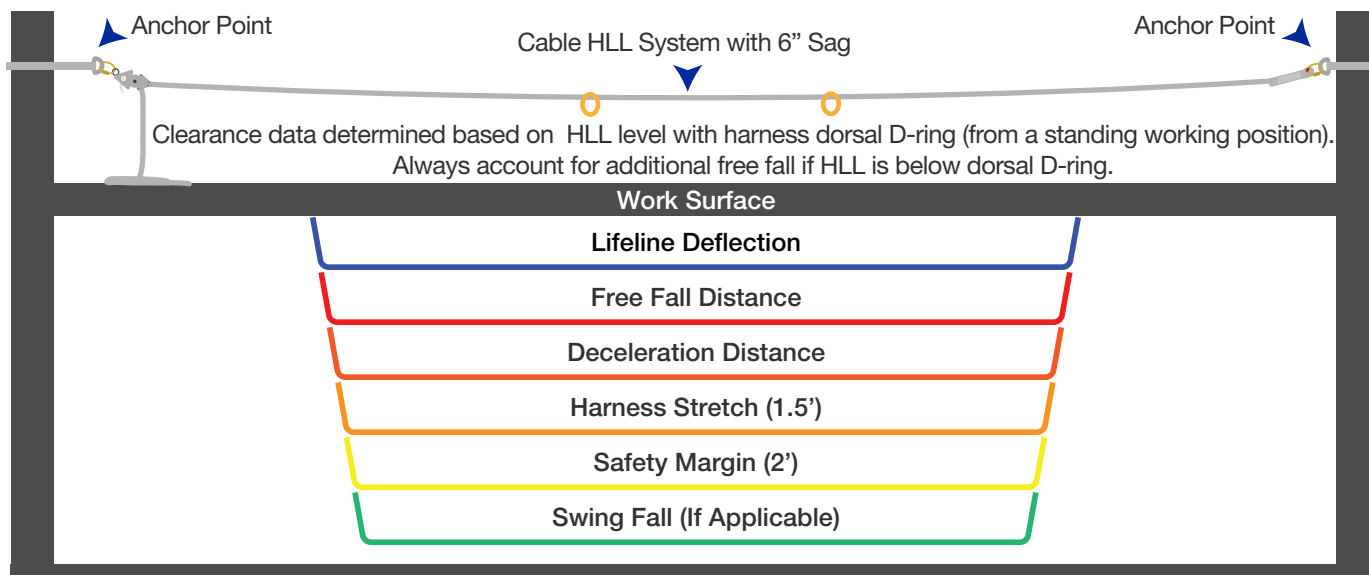 Anchor Point
Anchor Point
Cable HLL System with 6” Sag
Clearance data determined based on HLL level with harness dorsal D-ring (from a standing working position).
Always account for additional free fall if HLL is below dorsal D-ring.
Work Surface
Lifeline Deflection
Free Fall Distance
Deceleration Distance
Harness Stretch (1.5’)
Safety Margin (2’)
Swing Fall (If Applicable)